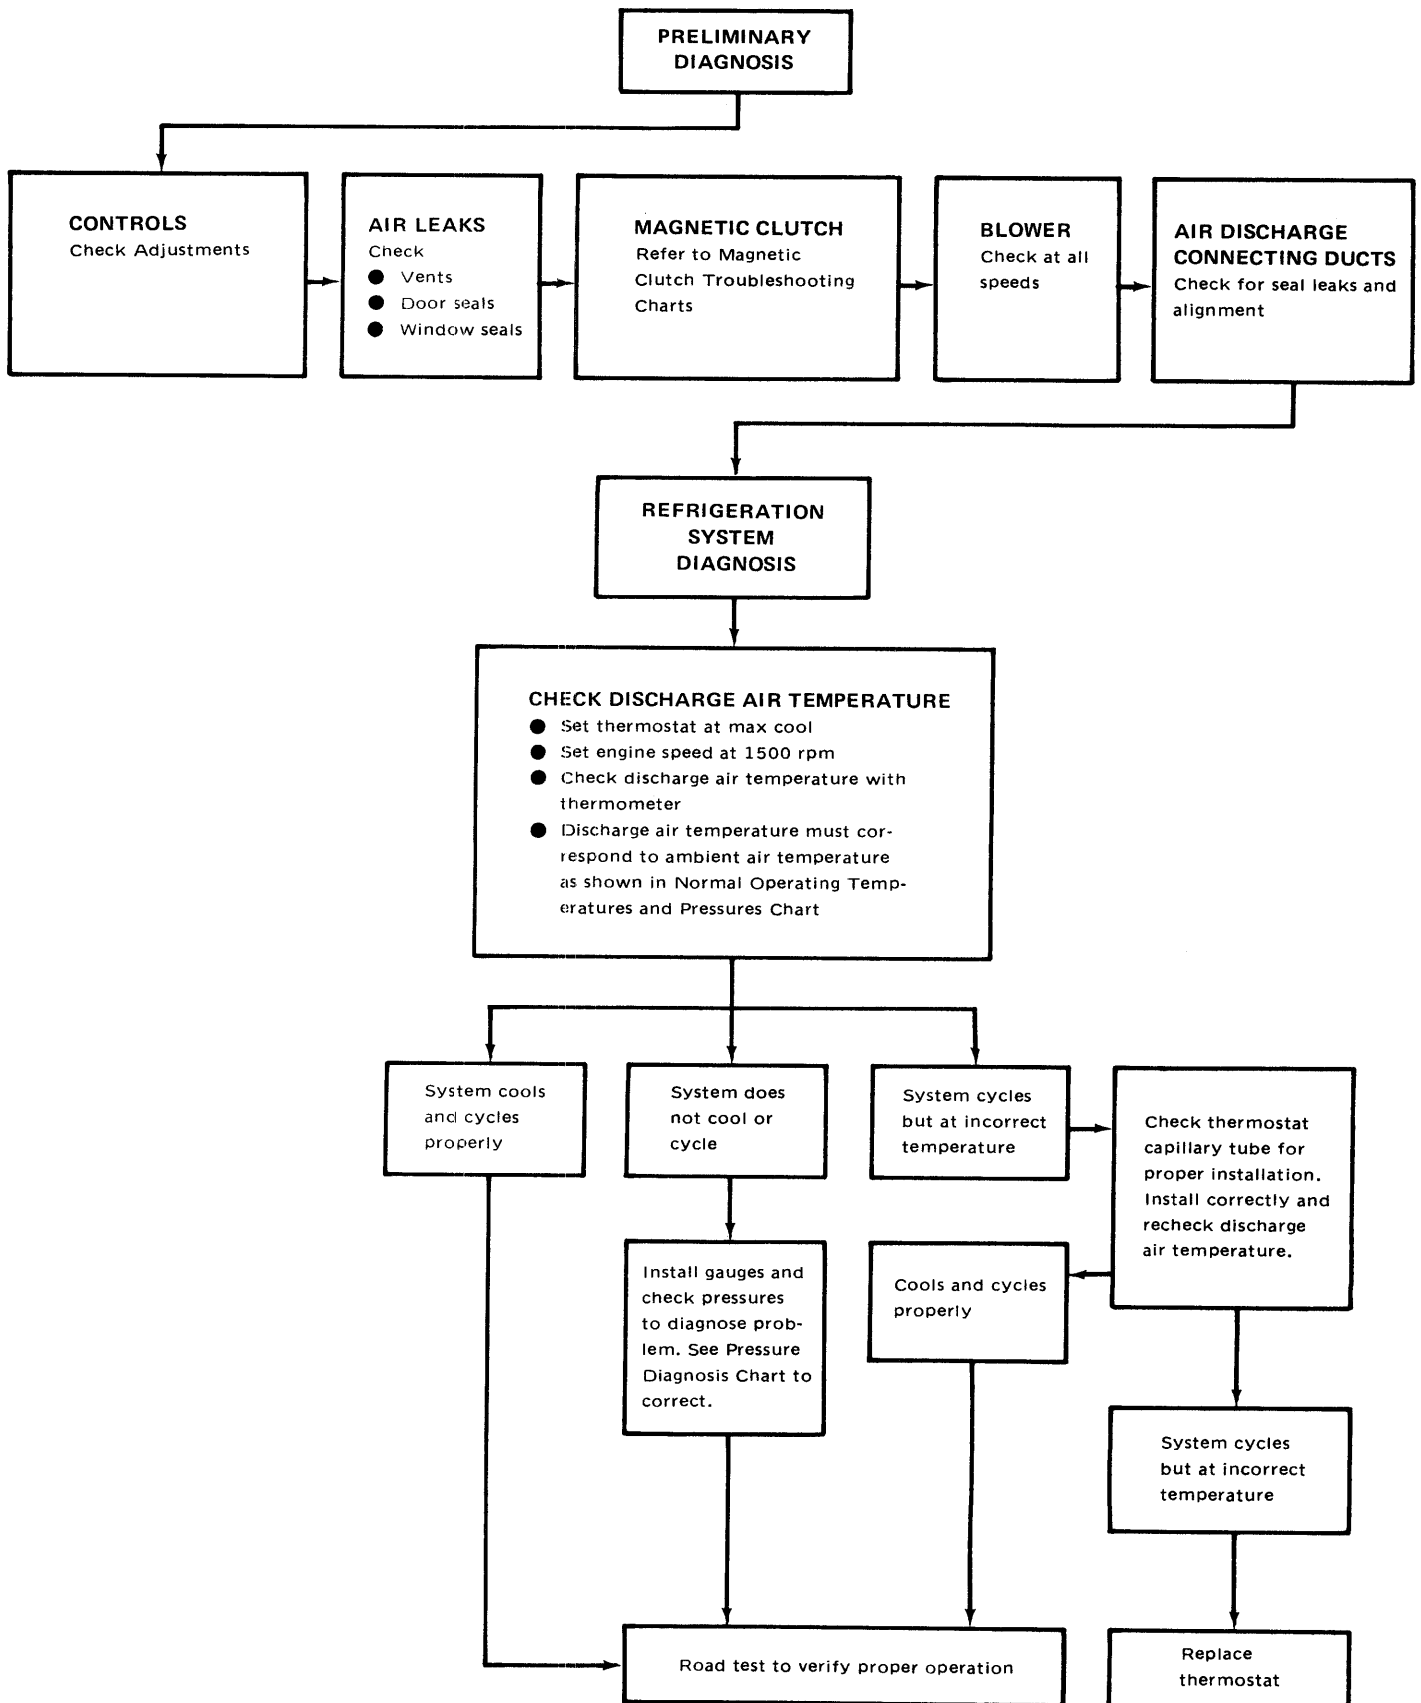 PRELIMINARY
DIAGNOSIS
CONTROLS
Check Adjustments
AIR LEAKS
Check
● Vents
● Door seals
● Window seals
MAGNETIC CLUTCH
Refer to Magnetic
Clutch Troubleshooting
Charts
BLOWER
Check at all
speeds
AIR DISCHARGE
CONNECTING DUCTS
Check for seal leaks and
alignment
REFRIGERATION
SYSTEM
DIAGNOSIS
CHECK DISCHARGE AIR TEMPERATURE
● Set thermostat at max cool
● Set engine speed at 1500 rpm
● Check discharge air temperature with
thermometer
● Discharge air temperature must cor-
respond to ambient air temperature
as shown in Normal Operating Temp-
eratures and Pressures Chart
System cools
and cycles
properly
System does
not cool or
cycle
System cycles
but at incorrect
temperature
Check thermostat
capillary tube for
proper installation.
Install correctly and
recheck discharge
air temperature.
Install gauges and
check pressures
to diagnose prob-
lem. See Pressure
Diagnosis Chart to
correct.
Cools and cycles
properly
System cycles
but at incorrect
temperature
Road test to verify proper operation
Replace
thermostat